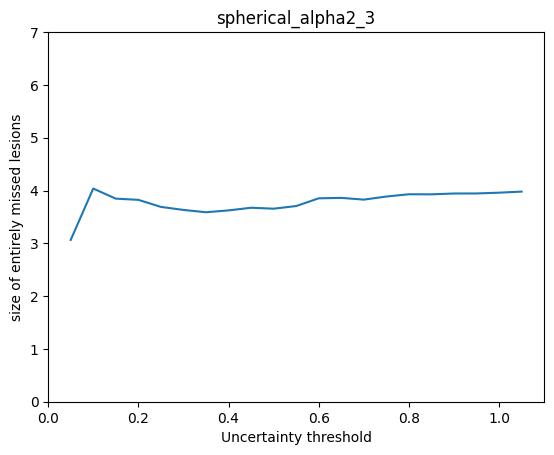 spherical_alpha2_3
7
6
5
4
3
2
1
0
size of entirely missed lesions
0.0 0.2 0.4 0.6 0.8 1.0
Uncertainty threshold